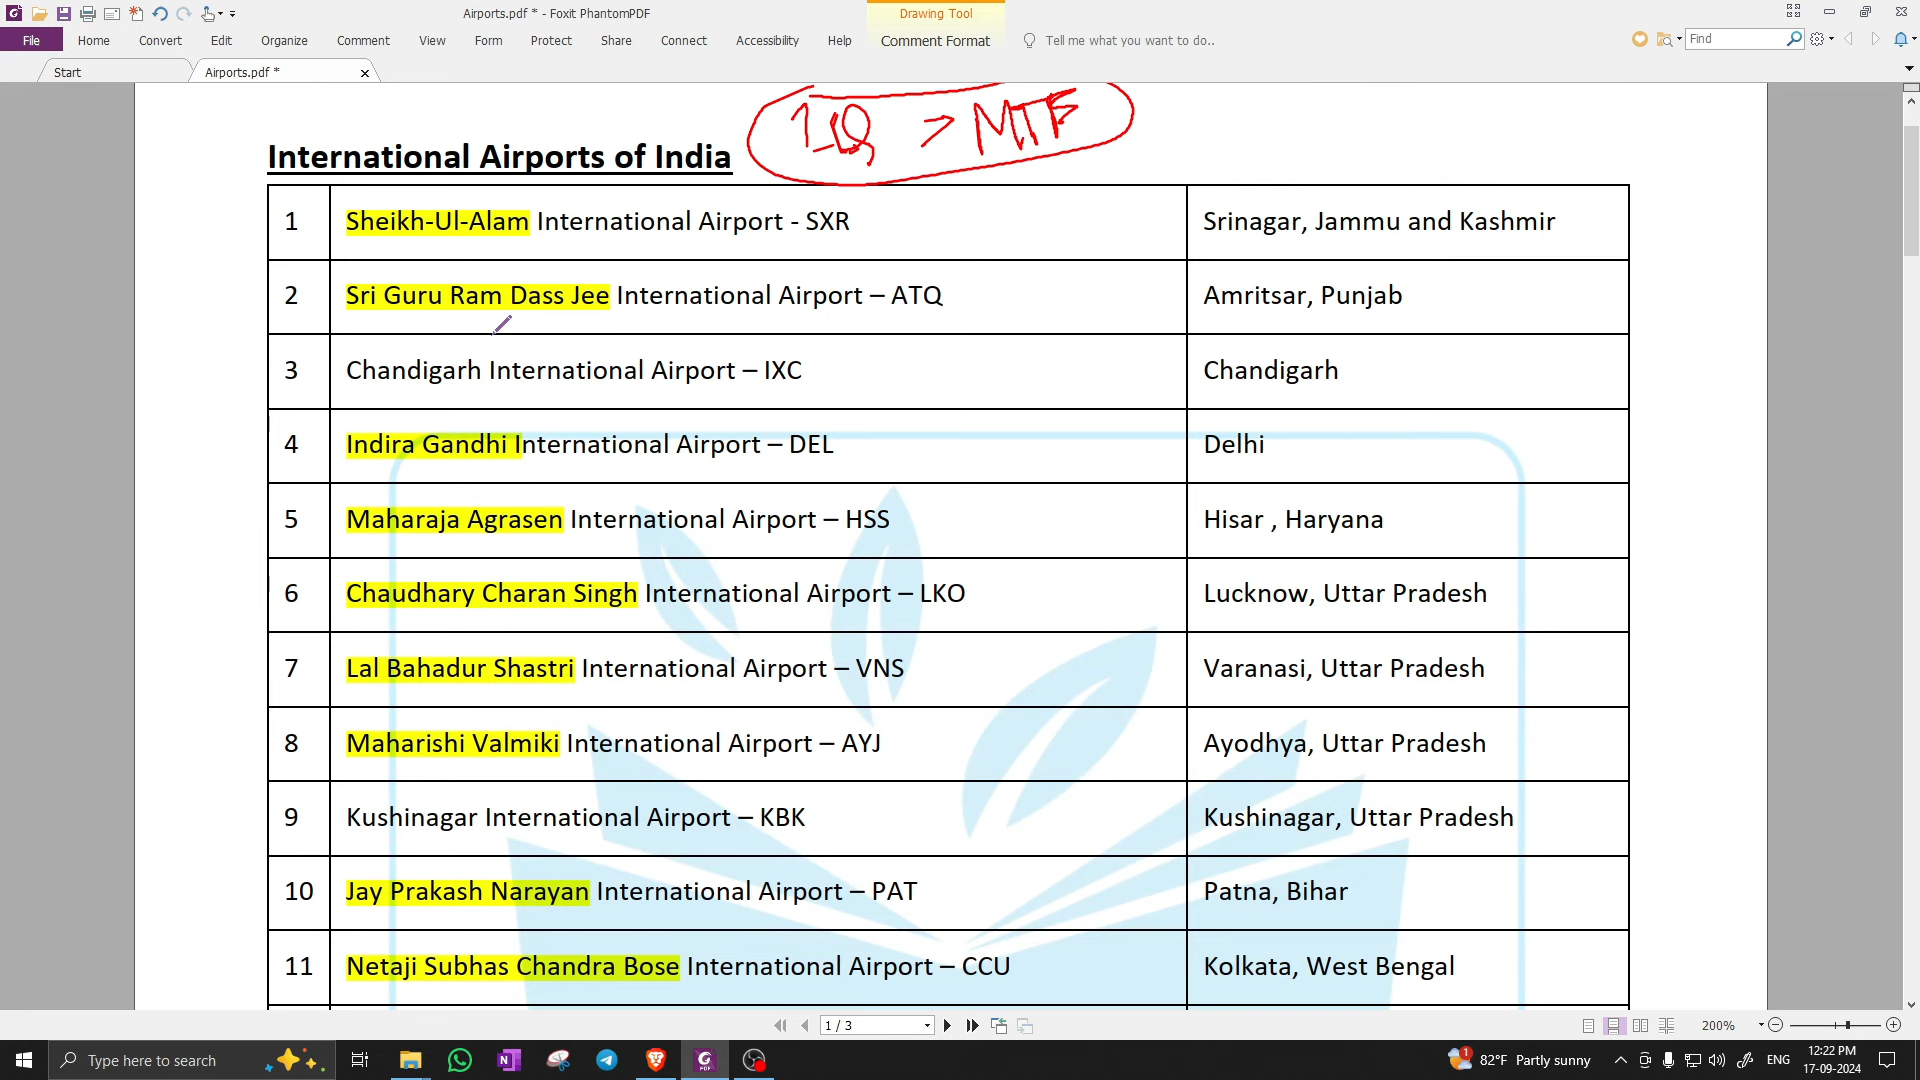 Airports.pdf * - Foxit PhantomPDF
Drawing Tool
File Home Convert Edit Organize Comment View Form Protect Share Connect Accessibility Help Comment Format Tell me what you want to do.. Find
Start Airports.pdf *
1 Q > MTF
International Airports of India
1 Sheikh-Ul-Alam International Airport - SXR Srinagar, Jammu and Kashmir
2 Sri Guru Ram Dass Jee International Airport – ATQ Amritsar, Punjab
3 Chandigarh International Airport – IXC Chandigarh
4 Indira Gandhi International Airport – DEL Delhi
5 Maharaja Agrasen International Airport – HSS Hisar , Haryana
6 Chaudhary Charan Singh International Airport – LKO Lucknow, Uttar Pradesh
7 Lal Bahadur Shastri International Airport – VNS Varanasi, Uttar Pradesh
8 Maharishi Valmiki International Airport – AYJ Ayodhya, Uttar Pradesh
9 Kushinagar International Airport – KBK Kushinagar, Uttar Pradesh
10 Jay Prakash Narayan International Airport – PAT Patna, Bihar
11 Netaji Subhas Chandra Bose International Airport – CCU Kolkata, West Bengal
1 / 3 200%
Type here to search 1 82°F Partly sunny ENG 12:22 PM
17-09-2024